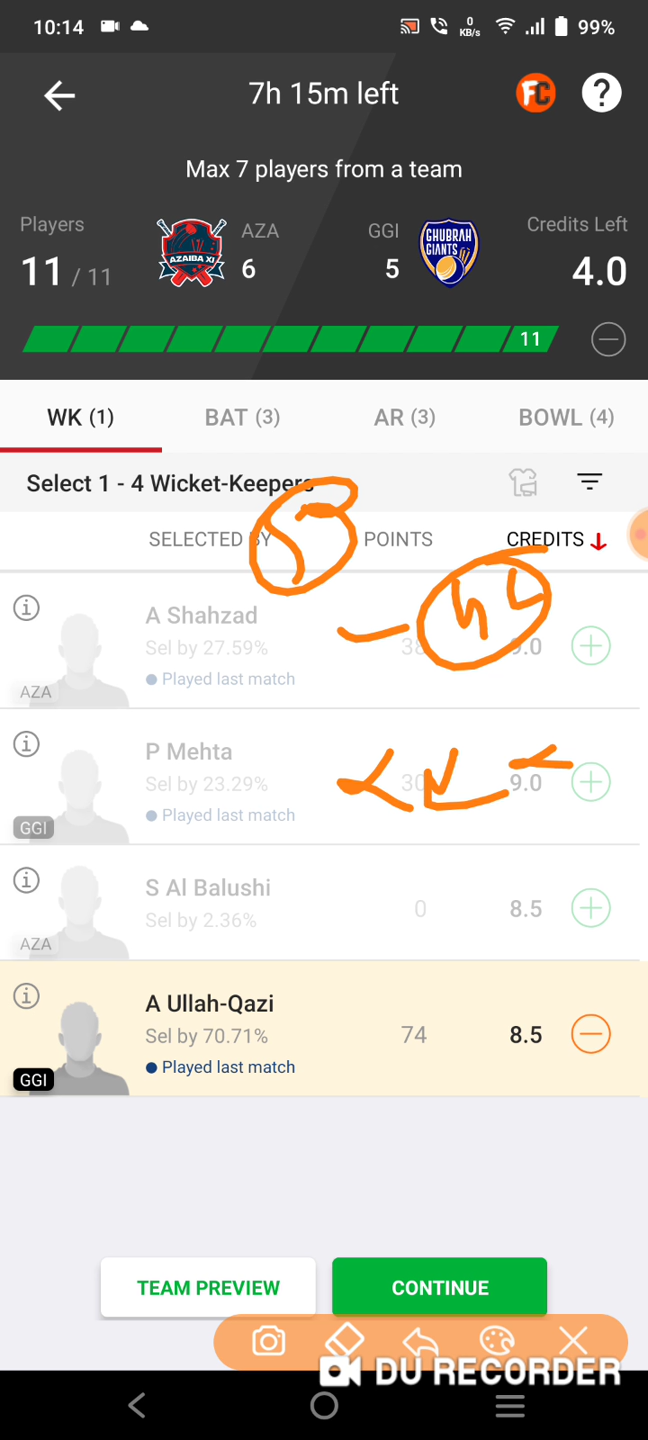 10:14 0 KB/s 99%
7h 15m left FC ?
Max 7 players from a team
Players AZA GGI Credits Left
11 / 11 6 5 4.0
AZAIBA XI
GHUBRAH GIANTS
11
WK (1) BAT (3) AR (3) BOWL (4)
Select 1 - 4 Wicket-Keepers
SELECTED BY POINTS CREDITS
A Shahzad
Sel by 27.59% 9.0
Played last match
AZA
P Mehta
Sel by 23.29% 30 9.0
Played last match
GGI
S Al Balushi
Sel by 2.36% 0 8.5
AZA
A Ullah-Qazi
Sel by 70.71% 74 8.5
Played last match
GGI
TEAM PREVIEW CONTINUE
DU RECORDER